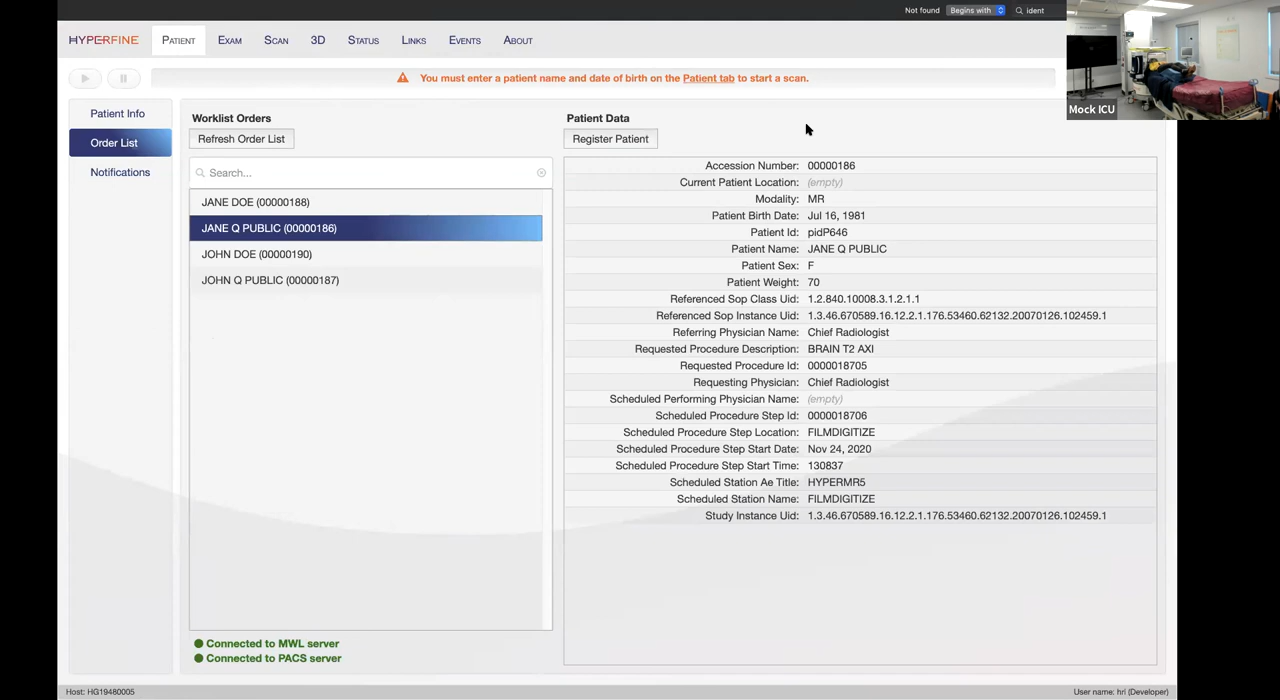 Not found Begins with ident
HYPERFINE PATIENT EXAM SCAN 3D STATUS LINKS EVENTS ABOUT
You must enter a patient name and date of birth on the Patient tab to start a scan.
Mock ICU
Patient Info
Order List
Notifications
Worklist Orders
Refresh Order List
Search...
JANE DOE (00000188)
JANE Q PUBLIC (00000186)
JOHN DOE (00000190)
JOHN Q PUBLIC (00000187)
Connected to MWL server
Connected to PACS server
Patient Data
Register Patient
Accession Number: 00000186
Current Patient Location: (empty)
Modality: MR
Patient Birth Date: Jul 16, 1981
Patient Id: pidP646
Patient Name: JANE Q PUBLIC
Patient Sex: F
Patient Weight: 70
Referenced Sop Class Uid: 1.2.840.10008.3.1.2.1.1
Referenced Sop Instance Uid: 1.3.46.670589.16.12.2.1.176.53460.62132.20070126.102459.1
Referring Physician Name: Chief Radiologist
Requested Procedure Description: BRAIN T2 AXI
Requested Procedure Id: 0000018705
Requesting Physician: Chief Radiologist
Scheduled Performing Physician Name: (empty)
Scheduled Procedure Step Id: 0000018706
Scheduled Procedure Step Location: FILMDIGITIZE
Scheduled Procedure Step Start Date: Nov 24, 2020
Scheduled Procedure Step Start Time: 130837
Scheduled Station Ae Title: HYPERMR5
Scheduled Station Name: FILMDIGITIZE
Study Instance Uid: 1.3.46.670589.16.12.2.1.176.53460.62132.20070126.102459.1
Host: HG19480005
User name: hri (Developer)